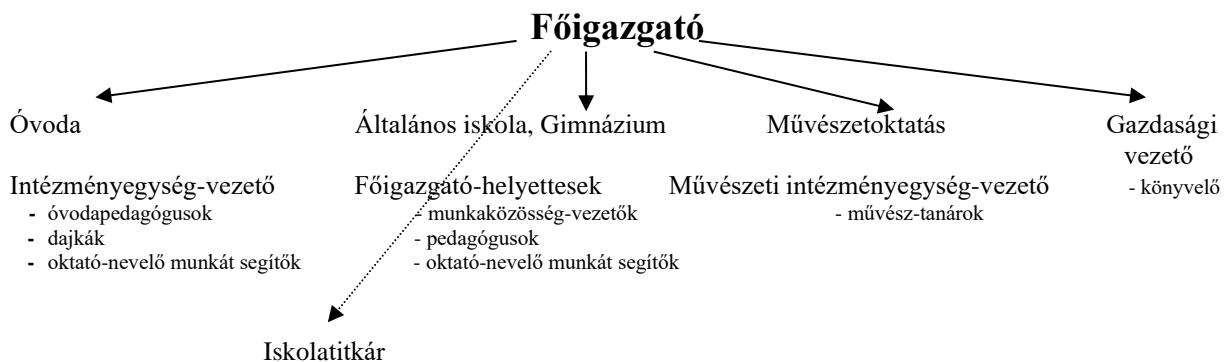 Főigazgató
Óvoda
Általános iskola, Gimnázium
Művészetoktatás
Gazdasági
vezető
- könyvelő
Intézményegység-vezető
- óvodapedagógusok
- dajkák
- oktató-nevelő munkát segítők
Főigazgató-helyettesek
- munkaközösség-vezetők
- pedagógusok
- oktató-nevelő munkát segítők
Művészeti intézményegység-vezető
- művész-tanárok
Iskolatitkár